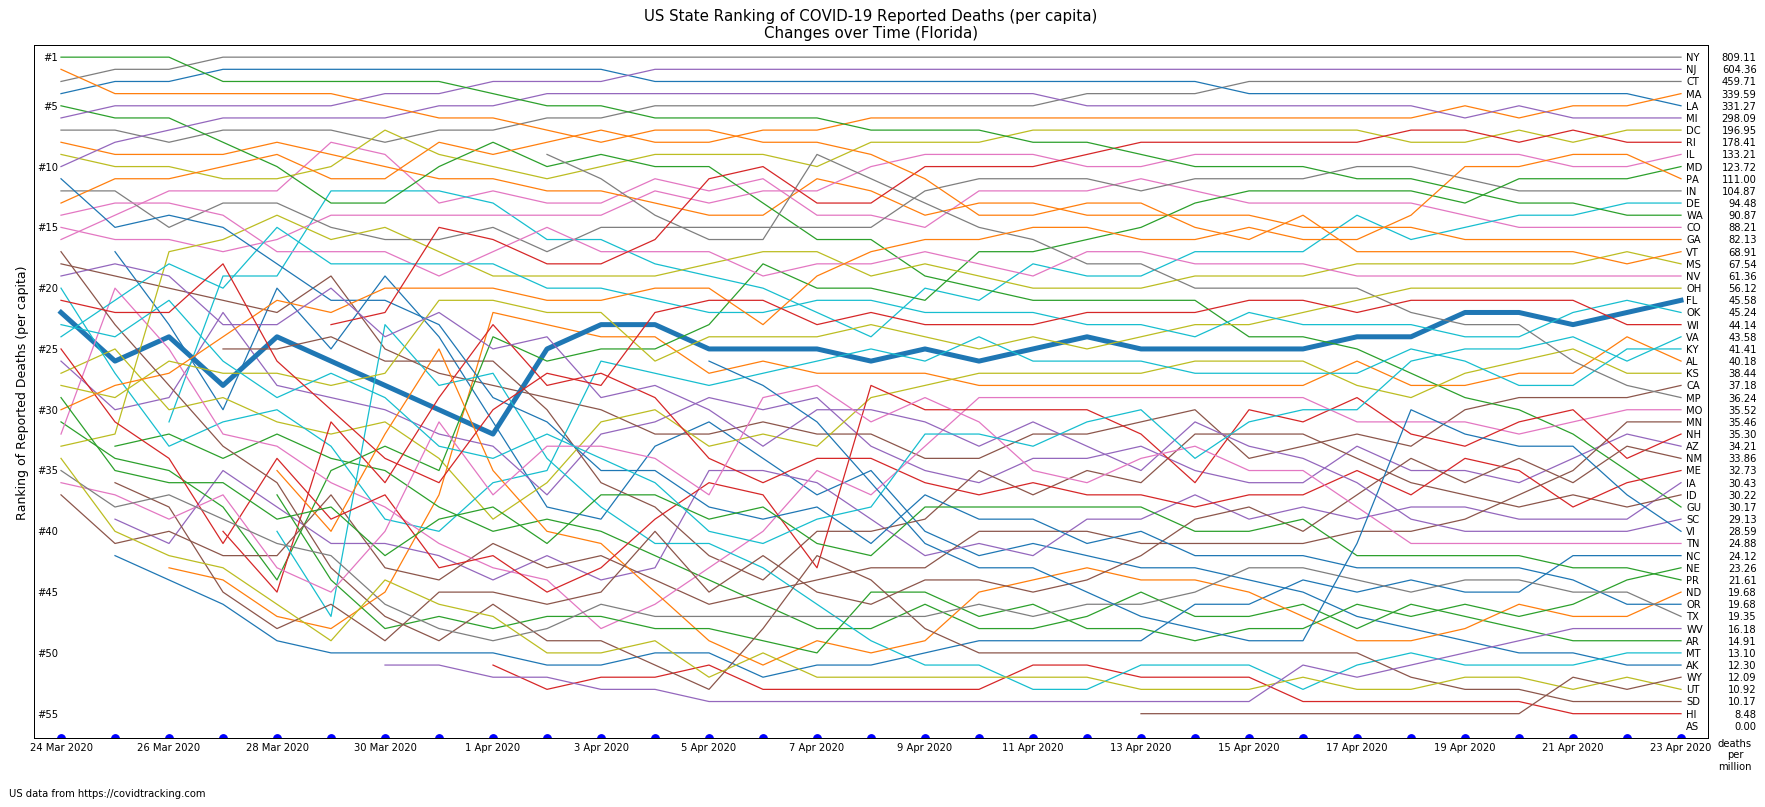 US State Ranking of COVID-19 Reported Deaths (per capita)
Changes over Time (Florida)
Ranking of Reported Deaths (per capita)
#1
#5
#10
#15
#20
#25
#30
#35
#40
#45
#50
#55
NY 809.11
NJ 604.36
CT 459.71
MA 339.59
LA 331.27
MI 298.09
DC 196.95
RI 178.41
IL 133.21
MD 123.72
PA 111.00
IN 104.87
DE 94.48
WA 90.87
CO 88.21
GA 82.13
VT 68.91
MS 67.54
NV 61.36
OH 56.12
FL 45.58
OK 45.24
WI 44.14
VA 43.58
KY 41.41
AL 40.18
KS 38.44
CA 37.18
MP 36.24
MO 35.52
MN 35.46
NH 35.30
AZ 34.21
NM 33.86
ME 32.73
IA 30.43
ID 30.22
GU 30.17
SC 29.13
VI 28.59
TN 24.88
NC 24.12
NE 23.26
PR 21.61
ND 19.68
OR 19.68
TX 19.35
WV 16.18
AR 14.91
MT 13.10
AK 12.30
WY 12.09
UT 10.92
SD 10.17
HI 8.48
AS 0.00
24 Mar 2020 26 Mar 2020 28 Mar 2020 30 Mar 2020 1 Apr 2020 3 Apr 2020 5 Apr 2020 7 Apr 2020 9 Apr 2020 11 Apr 2020 13 Apr 2020 15 Apr 2020 17 Apr 2020 19 Apr 2020 21 Apr 2020 23 Apr 2020
deaths
per
million
US data from https://covidtracking.com